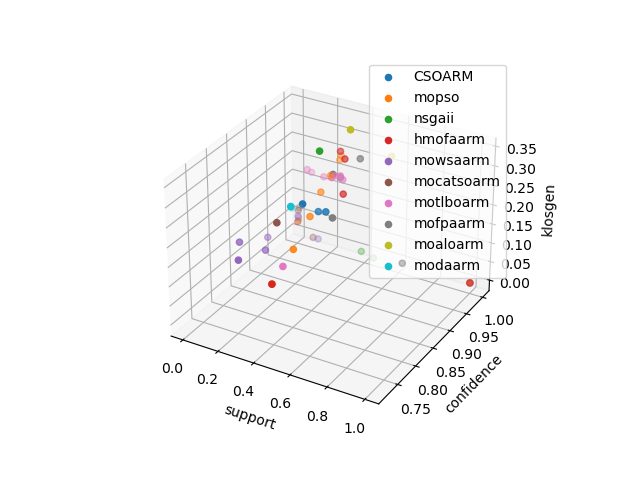 CSOARM
mopso
nsgaii
hmofaarm
mowsaarm
mocatsoarm
motlboarm
mofpaarm
moaloarm
modaarm
0.35
0.30
0.25
0.20
0.15
0.10
0.05
0.00
klosgen
1.00
0.95
0.90
0.85
0.80
0.75
confidence
0.0
0.2
0.4
0.6
0.8
1.0
support